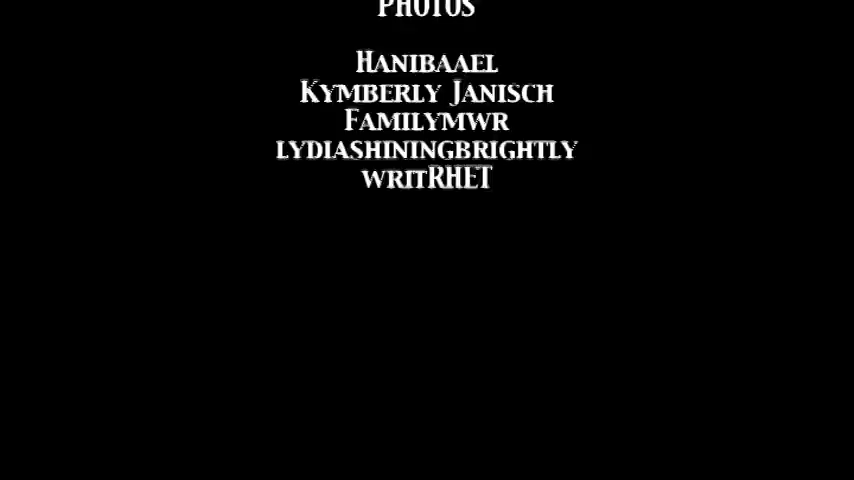 PHOTOS
HANIBAAEL
KYMBERLY JANISCH
FAMILYMWR
LYDIASHININGBRIGHTLY
WRITRHET